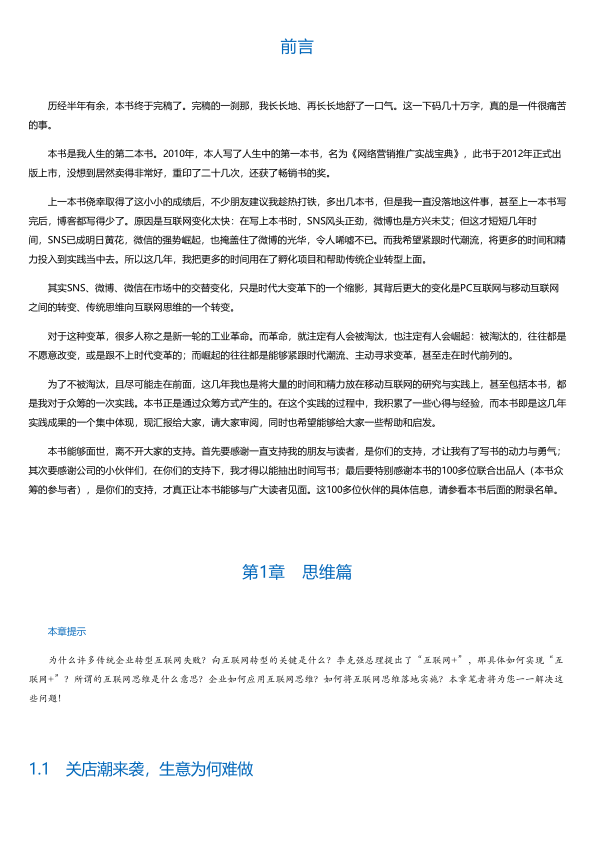 前言
历经半年有余，本书终于完稿了。完稿的一刹那，我长长地、再长长地舒了一口气。这一下码几十万字，真的是一件很痛苦
的事。
本书是我人生的第二本书。2010年，本人写了人生中的第一本书，名为《网络营销推广实战宝典》，此书于2012年正式出
版上市，没想到居然卖得非常好，重印了二十几次，还获了畅销书的奖。
上一本书侥幸取得了这小小的成绩后，不少朋友建议我趁热打铁，多出几本书，但是我一直没落地这件事，甚至上一本书写
完后，博客都写得少了。原因是互联网变化太快：在写上本书时，SNS风头正劲，微博也是方兴未艾；但这才短短几年时
间，SNS已成明日黄花，微信的强势崛起，也掩盖住了微博的光华，令人唏嘘不已。而我希望紧跟时代潮流，将更多的时间和精
力投入到实践当中去。所以这几年，我把更多的时间用在了孵化项目和帮助传统企业转型上面。
其实SNS、微博、微信在市场中的交替变化，只是时代大变革下的一个缩影，其背后更大的变化是PC互联网与移动互联网
之间的转变、传统思维向互联网思维的一个转变。
对于这种变革，很多人称之是新一轮的工业革命。而革命，就注定有人会被淘汰，也注定有人会崛起：被淘汰的，往往都是
不愿意改变，或是跟不上时代变革的；而崛起的往往都是能够紧跟时代潮流、主动寻求变革，甚至走在时代前列的。
为了不被淘汰，且尽可能走在前面，这几年我也是将大量的时间和精力放在移动互联网的研究与实践上，甚至包括本书，都
是我对于众筹的一次实践。本书正是通过众筹方式产生的。在这个实践的过程中，我积累了一些心得与经验，而本书即是这几年
实践成果的一个集中体现，现汇报给大家，请大家审阅，同时也希望能够给大家一些帮助和启发。
本书能够面世，离不开大家的支持。首先要感谢一直支持我的朋友与读者，是你们的支持，才让我有了写书的动力与勇气；
其次要感谢公司的小伙伴们，在你们的支持下，我才得以能抽出时间写书；最后要特别感谢本书的100多位联合出品人（本书众
筹的参与者），是你们的支持，才真正让本书能够与广大读者见面。这100多位伙伴的具体信息，请参看本书后面的附录名单。
第1章　思维篇
本章提示
为什么许多传统企业转型互联网失败？向互联网转型的关键是什么？李克强总理提出了“互联网+”，那具体如何实现“互
联网+”？所谓的互联网思维是什么意思？企业如何应用互联网思维？如何将互联网思维落地实施？本章笔者将为您一一解决这
些问题！
1.1　关店潮来袭，生意为何难做